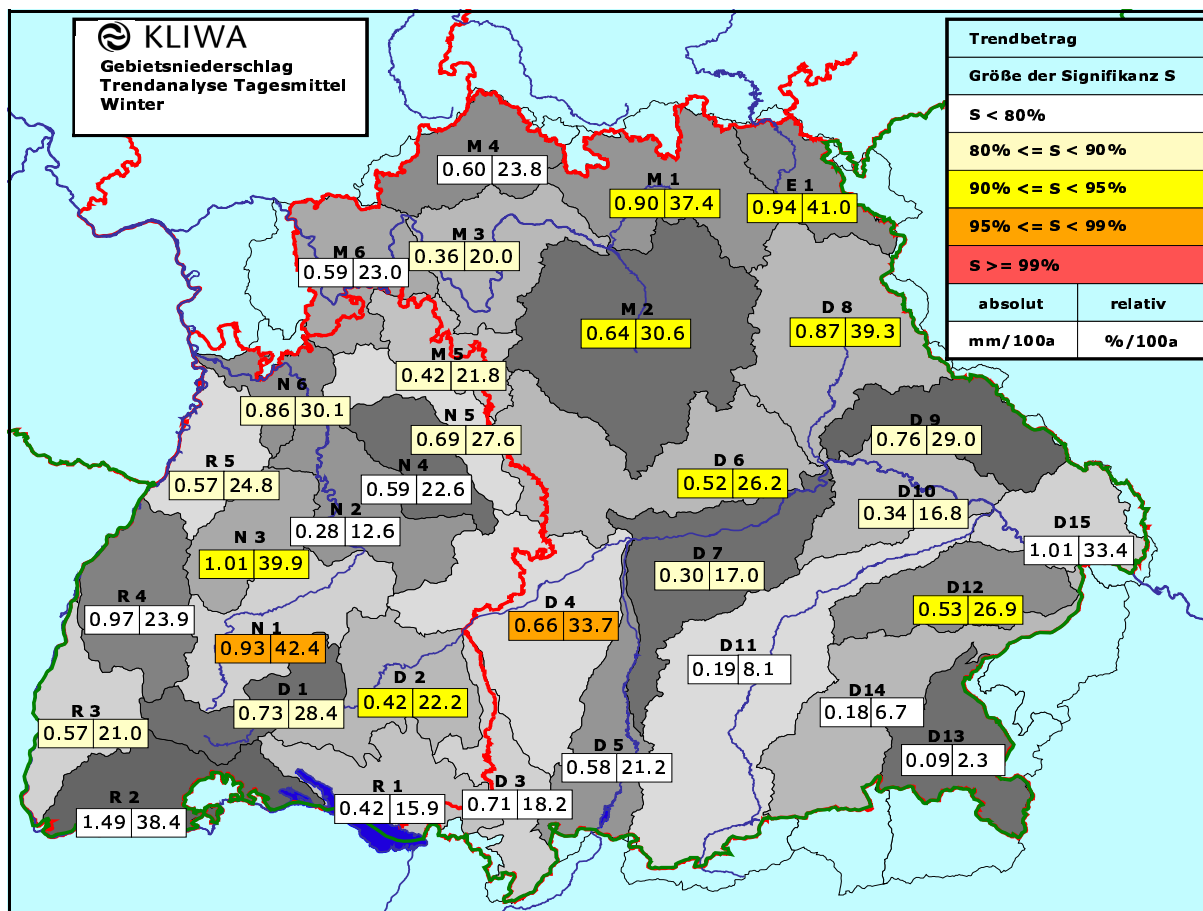 KLIWA
Gebietsniederschlag
Trendanalyse Tagesmittel
Winter
Trendbetrag
Größe der Signifikanz S
S < 80%
80% <= S < 90%
90% <= S < 95%
95% <= S < 99%
S >= 99%
absolut relativ
mm/100a %/100a
M 4
0.60 23.8
M 1
0.90 37.4
E 1
0.94 41.0
M 3
0.36 20.0
M 6
0.59 23.0
M 2
0.64 30.6
D 8
0.87 39.3
M 5
0.42 21.8
N 6
0.86 30.1
N 5
0.69 27.6
D 9
0.76 29.0
R 5
0.57 24.8
N 4
0.59 22.6
D 6
0.52 26.2
D10
0.34 16.8
N 2
0.28 12.6
D15
1.01 33.4
N 3
1.01 39.9
D 7
0.30 17.0
R 4
0.97 23.9
D12
0.53 26.9
D 4
0.66 33.7
N 1
0.93 42.4
D11
0.19 8.1
D 2
0.42 22.2
D 1
0.73 28.4
D14
0.18 6.7
R 3
0.57 21.0
D13
0.09 2.3
D 5
0.58 21.2
R 1
0.42 15.9
D 3
0.71 18.2
R 2
1.49 38.4